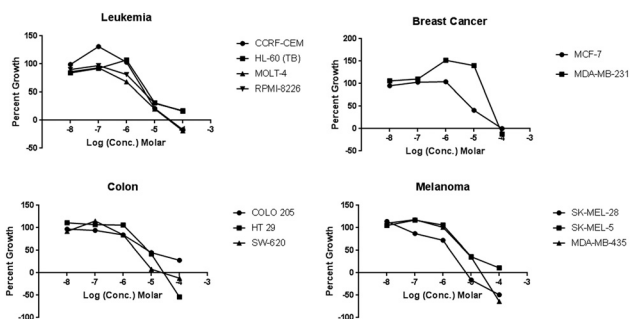 Leukemia
150
100
50
0
-50
Percent Growth
-8 -7 -6 -5 -4 -3
Log (Conc.) Molar
CCRF-CEM
HL-60 (TB)
MOLT-4
RPMI-8226
Breast Cancer
200
150
100
50
0
-50
Percent Growth
-8 -7 -6 -5 -4 -3
Log (Conc.) Molar
MCF-7
MDA-MB-231
Colon
150
100
50
0
-50
-100
Percent Growth
-8 -7 -6 -5 -4 -3
Log (Conc.) Molar
COLO 205
HT 29
SW-620
Melanoma
150
100
50
0
-50
-100
Percent Growth
-8 -7 -6 -5 -4 -3
Log (Conc.) Molar
SK-MEL-28
SK-MEL-5
MDA-MB-435